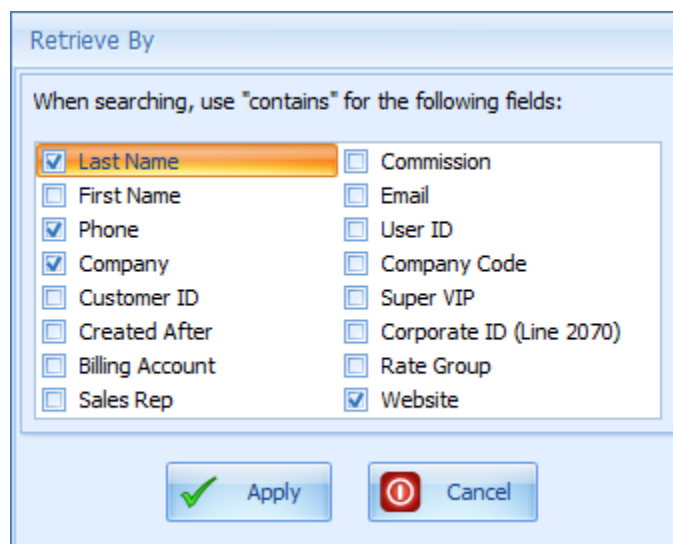 Retrieve By
When searching, use "contains" for the following fields:
Last Name
First Name
Phone
Company
Customer ID
Created After
Billing Account
Sales Rep
Commission
Email
User ID
Company Code
Super VIP
Corporate ID (Line 2070)
Rate Group
Website
Apply
Cancel